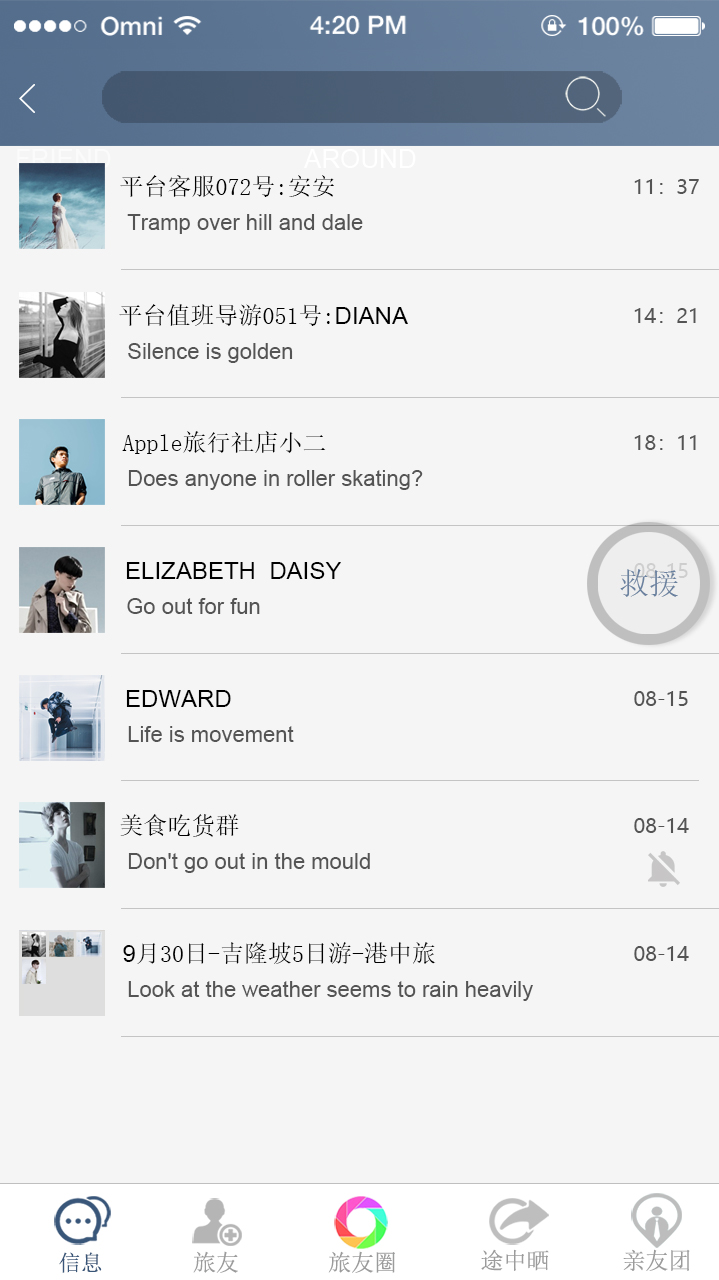 Omni 4:20 PM 100%
FRIEND AROUND
平台客服072号:安安 11: 37
Tramp over hill and dale
平台值班导游051号:DIANA 14: 21
Silence is golden
Apple旅行社店小二 18: 11
Does anyone in roller skating?
ELIZABETH DAISY 08-15
救援
Go out for fun
EDWARD 08-15
Life is movement
美食吃货群 08-14
Don't go out in the mould
9月30日-吉隆坡5日游-港中旅 08-14
Look at the weather seems to rain heavily
信息 旅友 旅友圈 途中晒 亲友团